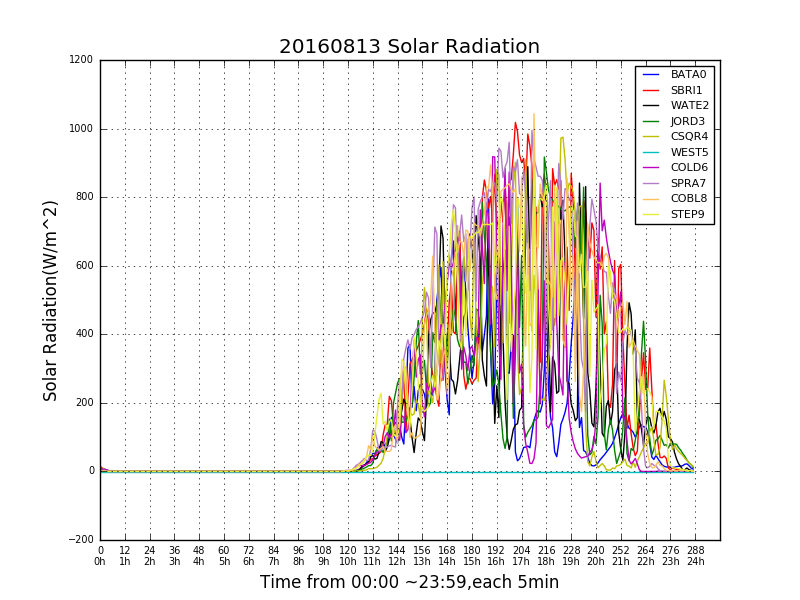 20160813 Solar Radiation
1200
1000
800
600
400
200
0
−200
Solar Radiation(W/m^2)
BATA0
SBRI1
WATE2
JORD3
CSQR4
WEST5
COLD6
SPRA7
COBL8
STEP9
0 12 24 36 48 60 72 84 96 108 120 132 144 156 168 180 192 204 216 228 240 252 264 276 288
0h 1h 2h 3h 4h 5h 6h 7h 8h 9h 10h 11h 12h 13h 14h 15h 16h 17h 18h 19h 20h 21h 22h 23h 24h
Time from 00:00 ~23:59,each 5min